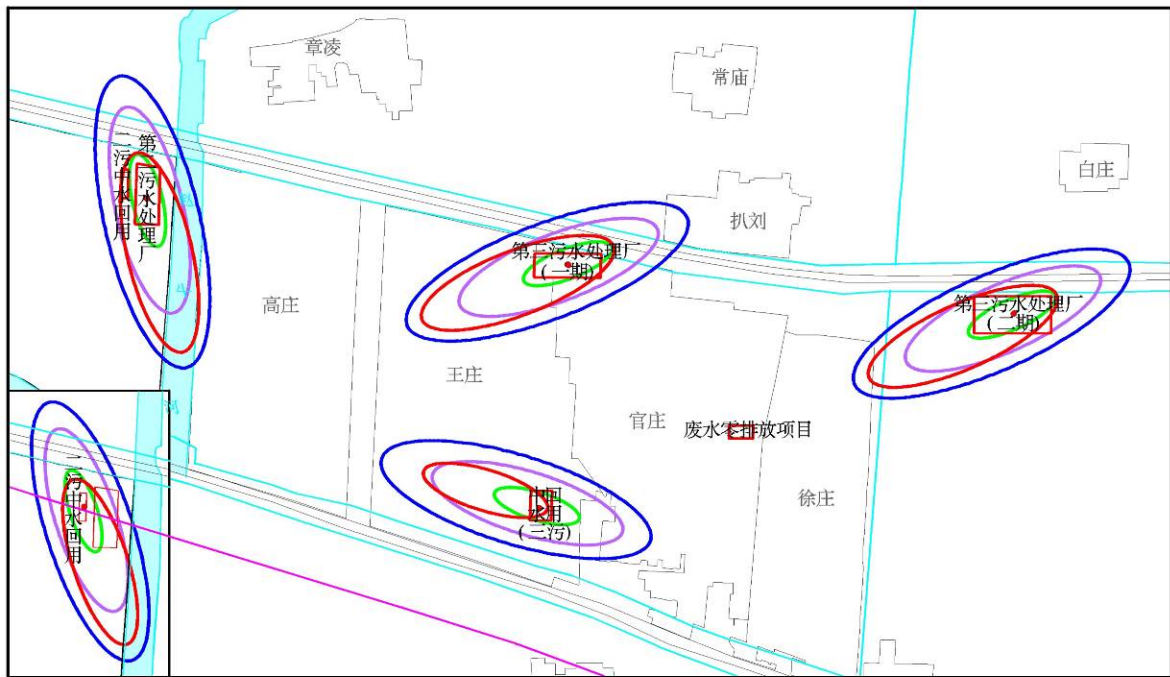 章凌
常庙
白庄
扒刘
第二污水处理厂
二污中水回用
第三污水处理厂
(一期)
第三污水处理厂
(二期)
高庄
王庄
官庄
废水零排放项目
徐庄
中回
水用
(三污)
二污中水回用
河